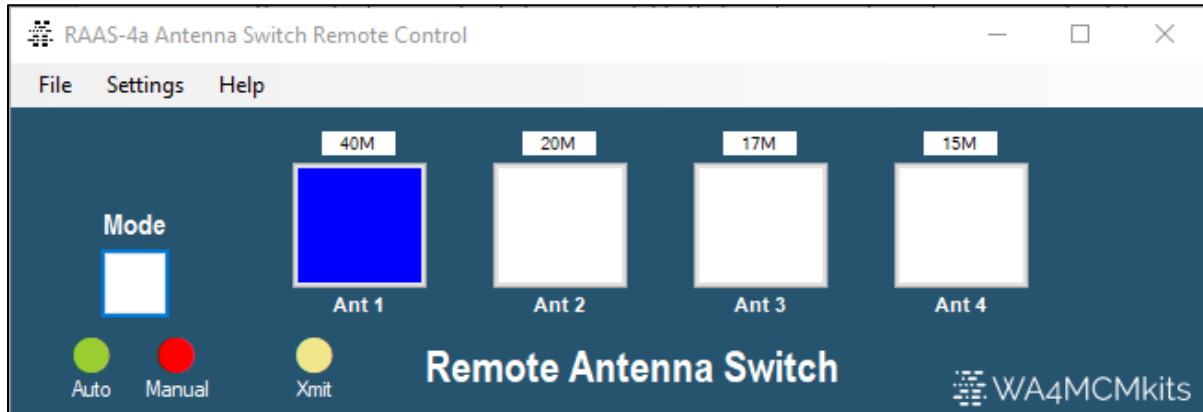 RAAS-4a Antenna Switch Remote Control
File Settings Help
40M 20M 17M 15M
Mode
Ant 1 Ant 2 Ant 3 Ant 4
Auto Manual Xmit
Remote Antenna Switch
WA4MCMkits